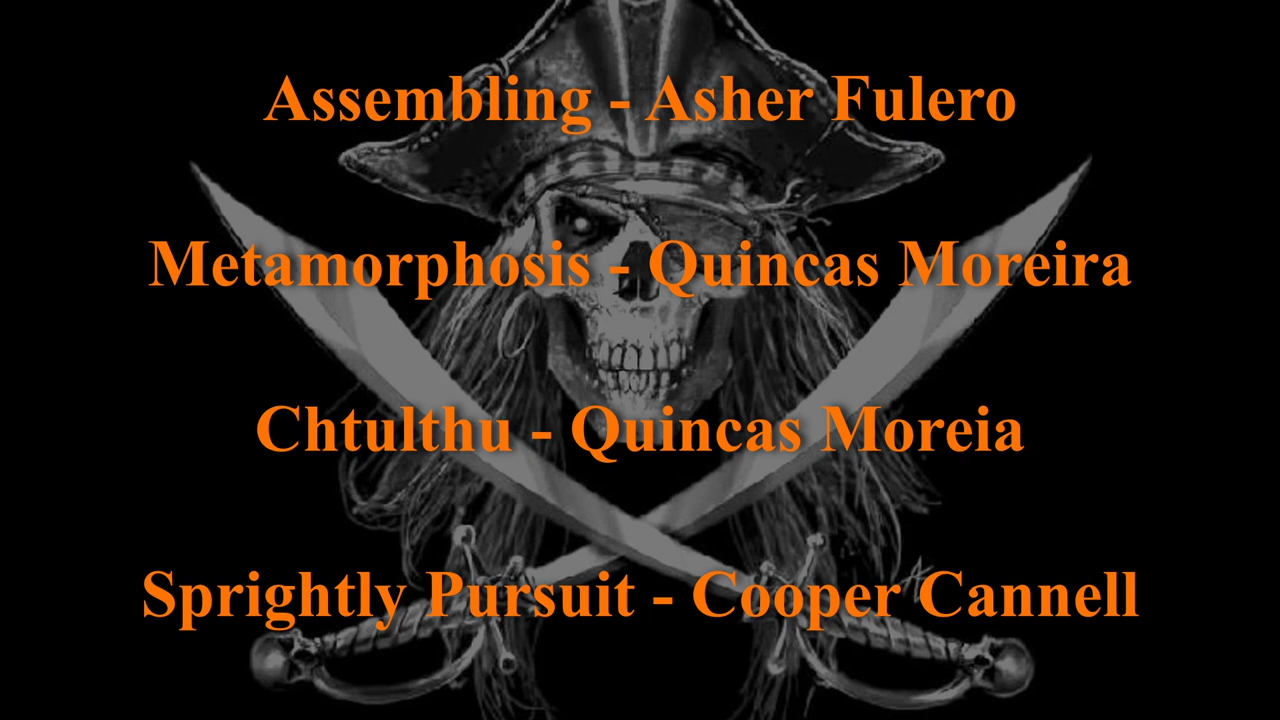 Assembling - Asher Fulero
Metamorphosis - Quincas Moreira
Chtulthu - Quincas Moreia
Sprightly Pursuit - Cooper Cannell